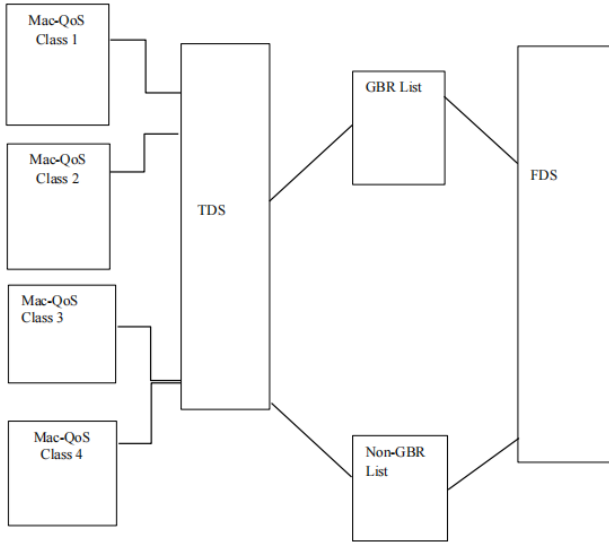 Mac-QoS
Class 1
Mac-QoS
Class 2
Mac-QoS
Class 3
Mac-QoS
Class 4
TDS
GBR List
Non-GBR
List
FDS